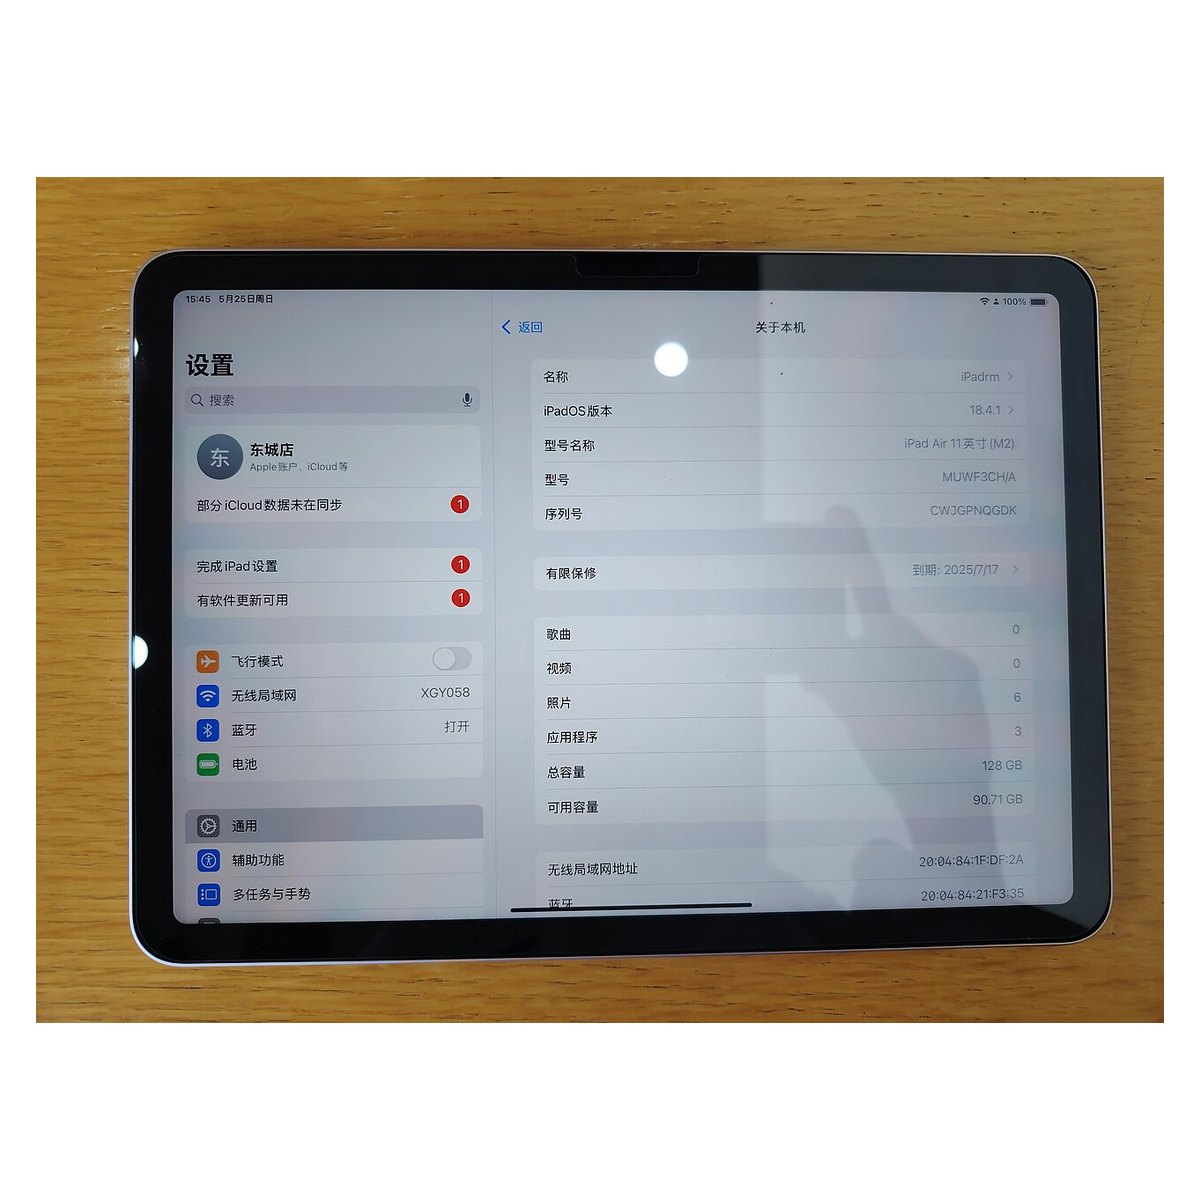 15:45 5月25日周日
100%
设置
搜索
东
东城店
Apple账户、iCloud等
部分iCloud数据未在同步 1
完成iPad设置 1
有软件更新可用 1
飞行模式
无线局域网 XGY058
蓝牙 打开
电池
通用
辅助功能
多任务与手势
返回
关于本机
名称 iPadrm
iPadOS版本 18.4.1
型号名称 iPad Air 11英寸(M2)
型号 MUWF3CH/A
序列号 CWJGPNQGDK
有限保修 到期: 2025/7/17
歌曲 0
视频 0
照片 6
应用程序 3
总容量 128 GB
可用容量 90.71 GB
无线局域网地址 20:04:84:1F:DF:2A
蓝牙 20:04:84:21:F3:35